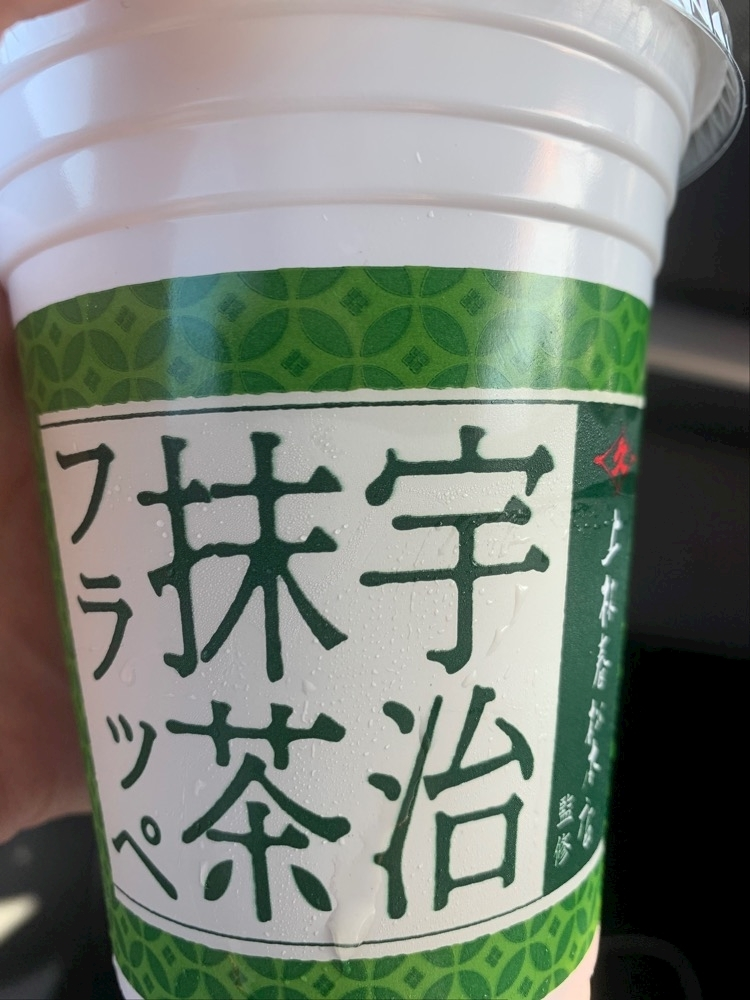 上林春松本店
監修
宇治
抹茶
フラッペ